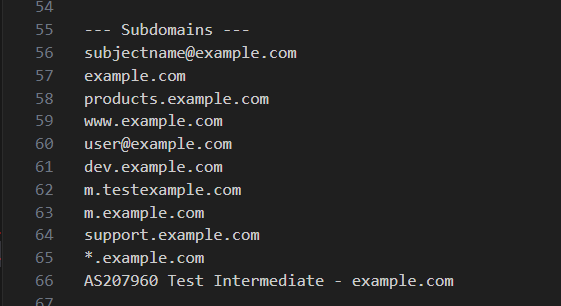 54
55 --- Subdomains ---
56 subjectname@example.com
57 example.com
58 products.example.com
59 www.example.com
60 user@example.com
61 dev.example.com
62 m.testexample.com
63 m.example.com
64 support.example.com
65 *.example.com
66 AS207960 Test Intermediate - example.com
67